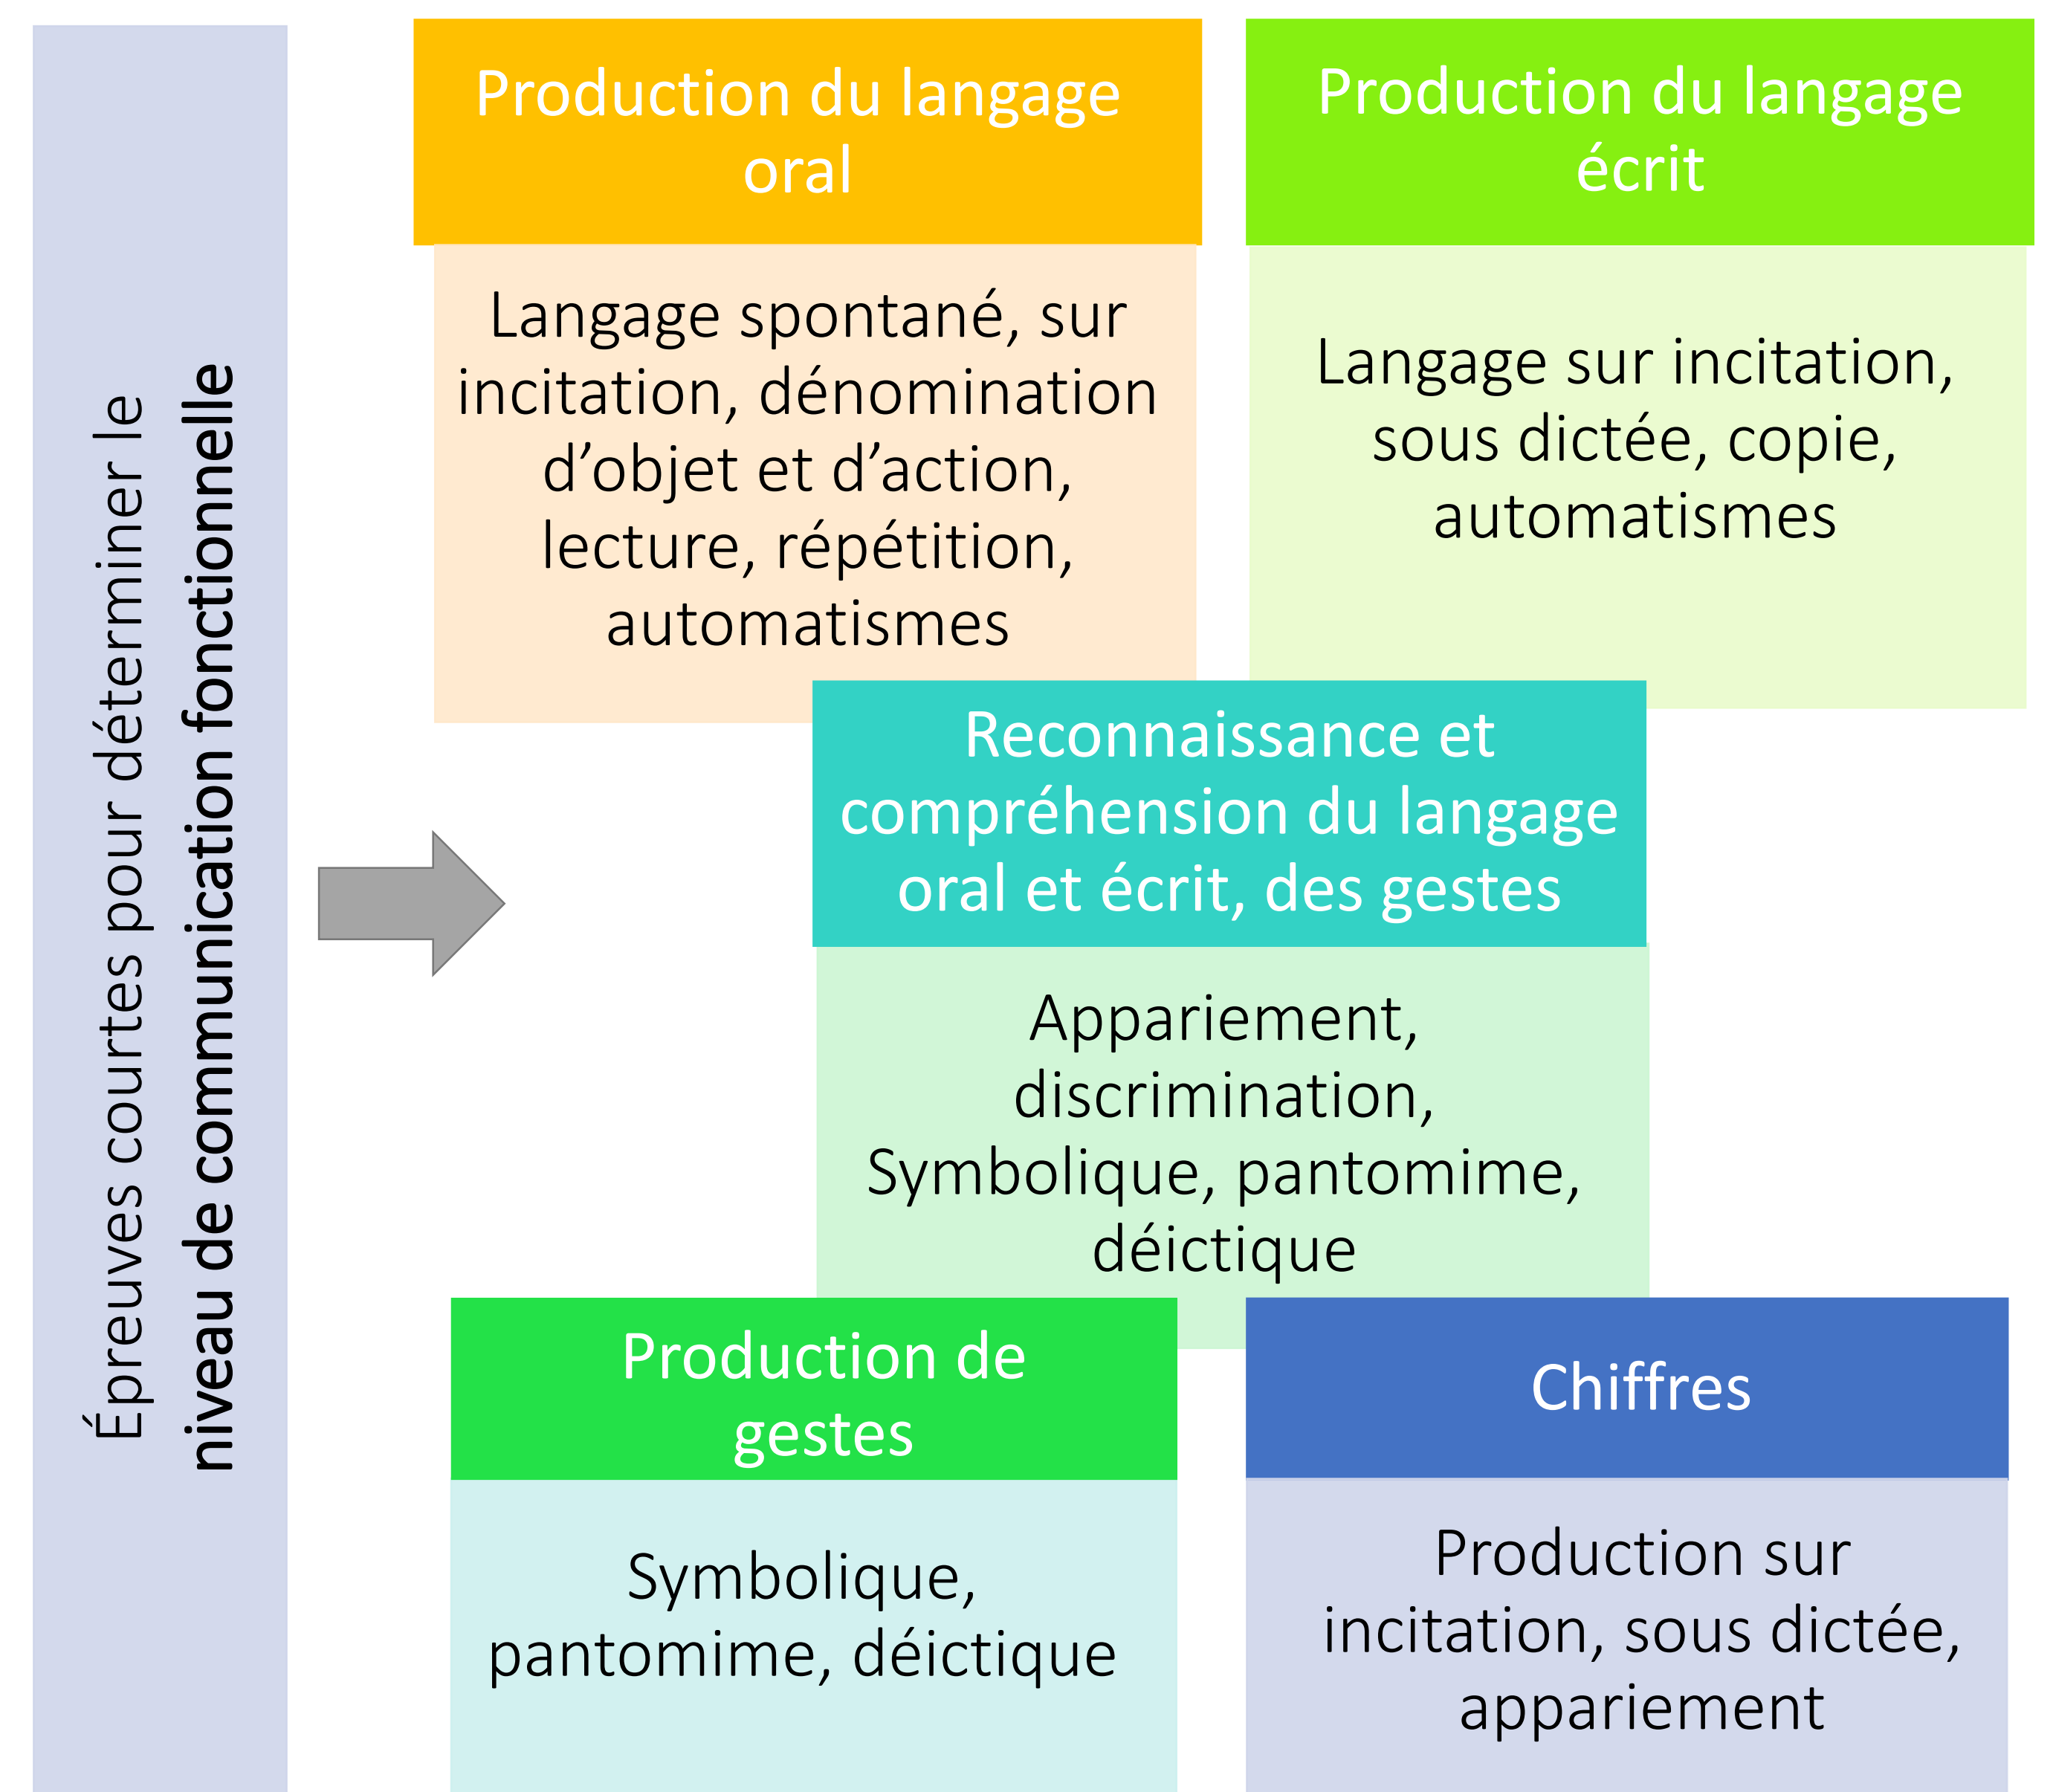 Épreuves courtes pour déterminer le
niveau de communication fonctionnelle
Production du langage
oral
Langage spontané, sur
incitation, dénomination
d’objet et d’action,
lecture, répétition,
automatismes
Production du langage
écrit
Langage sur incitation,
sous dictée, copie,
automatismes
Reconnaissance et
compréhension du langage
oral et écrit, des gestes
Appariement,
discrimination,
Symbolique, pantomime,
déictique
Production de
gestes
Symbolique,
pantomime, déictique
Chiffres
Production sur
incitation, sous dictée,
appariement